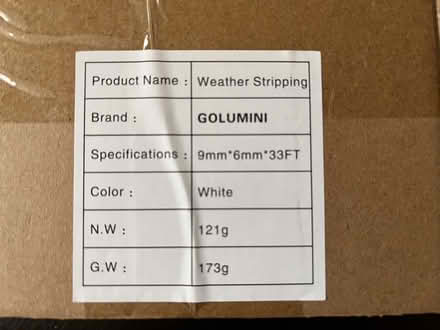 Product Name : Weather Stripping
Brand : GOLUMINI
Specifications : 9mm*6mm*33FT
Color : White
N.W : 121g
G.W : 173g